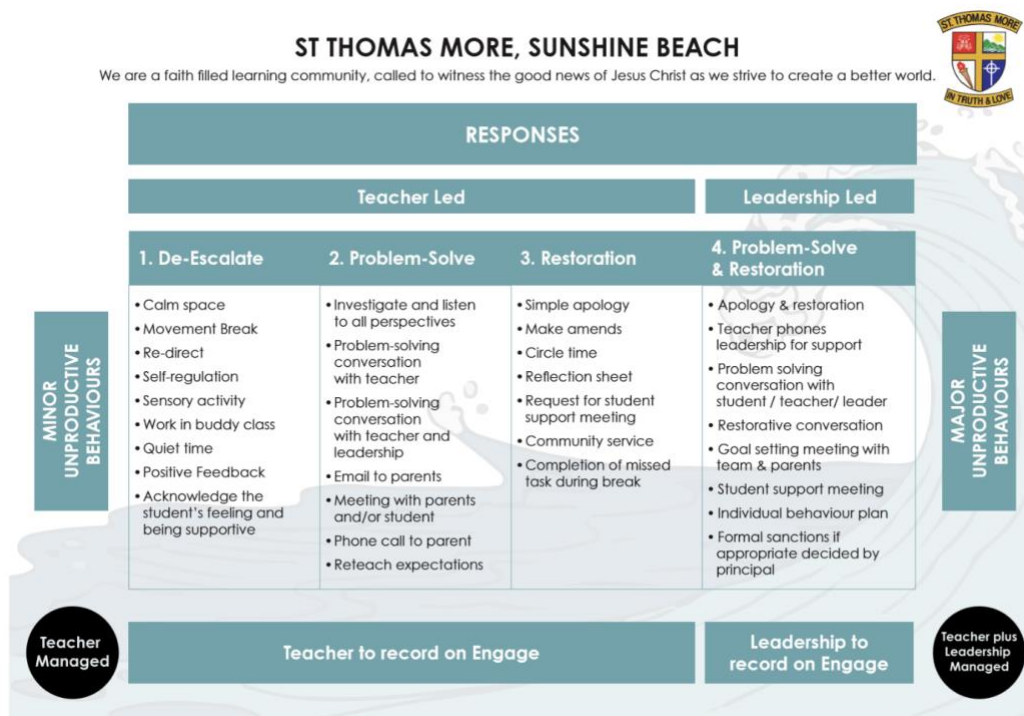 ST THOMAS MORE, SUNSHINE BEACH
We are a faith filled learning community, called to witness the good news of Jesus Christ as we strive to create a better world.
ST. THOMAS MORE
IN TRUTH & LOVE
RESPONSES
Teacher Led
Leadership Led
MINOR
UNPRODUCTIVE
BEHAVIOURS
1. De-Escalate
• Calm space
• Movement Break
• Re-direct
• Self-regulation
• Sensory activity
• Work in buddy class
• Quiet time
• Positive Feedback
• Acknowledge the
student's feeling and
being supportive
2. Problem-Solve
• Investigate and listen
to all perspectives
• Problem-solving
conversation
with teacher
• Problem-solving
conversation
with teacher and
leadership
• Email to parents
• Meeting with parents
and/or student
• Phone call to parent
• Reteach expectations
3. Restoration
• Simple apology
• Make amends
• Circle time
• Reflection sheet
• Request for student
support meeting
• Community service
• Completion of missed
task during break
4. Problem-Solve
& Restoration
• Apology & restoration
• Teacher phones
leadership for support
• Problem solving
conversation with
student / teacher/ leader
• Restorative conversation
• Goal setting meeting with
team & parents
• Student support meeting
• Individual behaviour plan
• Formal sanctions if
appropriate decided by
principal
MAJOR
UNPRODUCTIVE
BEHAVIOURS
Teacher
Managed
Teacher to record on Engage
Leadership to
record on Engage
Teacher plus
Leadership
Managed